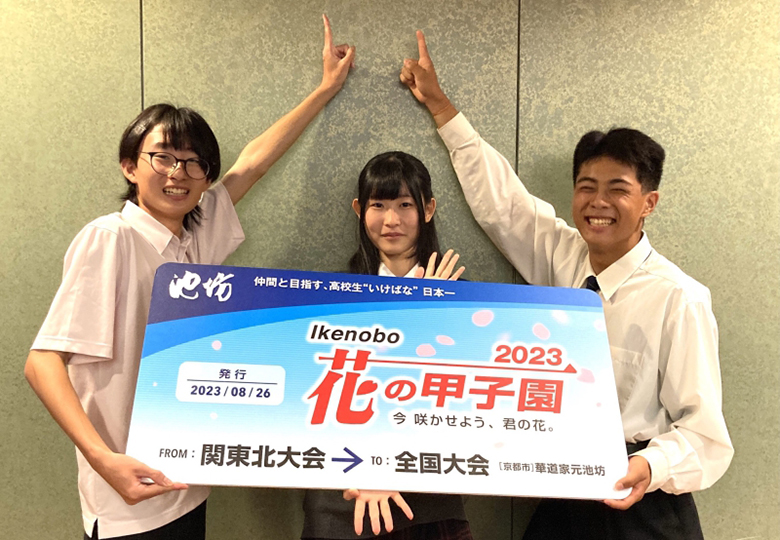 池坊
仲間と目指す、高校生“いけばな” 日本一
Ikenobo
2023
花の甲子園
今 咲かせよう、君の花。
発行
2023/08/26
FROM：関東北大会 → TO：全国大会 ［京都市］華道家元池坊